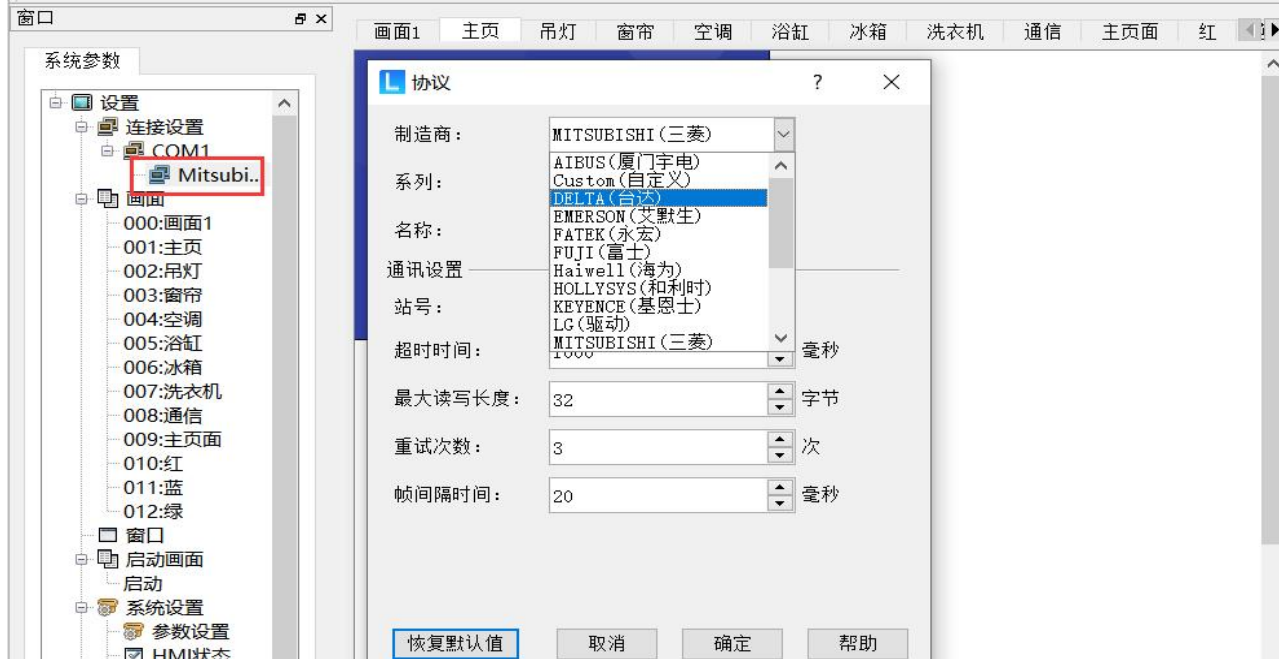 窗口
系统参数
设置
连接设置
COM1
Mitsubi..
画面
000:画面1
001:主页
002:吊灯
003:窗帘
004:空调
005:浴缸
006:冰箱
007:洗衣机
008:通信
009:主页面
010:红
011:蓝
012:绿
窗口
启动画面
启动
系统设置
参数设置
HMI状态
画面1 主页 吊灯 窗帘 空调 浴缸 冰箱 洗衣机 通信 主页面 红
协议 ?
制造商: MITSUBISHI(三菱)
AIBUS(厦门宇电)
Custom(自定义)
DELTA(台达)
EMERSON(艾默生)
FATEK(永宏)
FUJI(富士)
Haiwell(海为)
HOLLYSYS(和利时)
KEYENCE(基恩士)
LG(驱动)
MITSUBISHI(三菱)
系列:
名称:
通讯设置
站号:
超时时间: 1000 毫秒
最大读写长度: 32 字节
重试次数: 3 次
帧间隔时间: 20 毫秒
恢复默认值 取消 确定 帮助